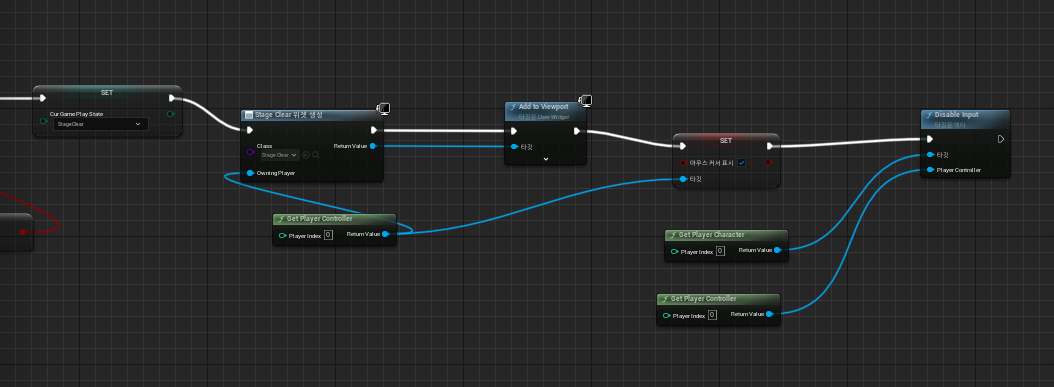 SET
Cur Game Play State
StageClear
Stage Clear 위젯 생성
Class
Stage Clear
Return Value
Owning Player
Add to Viewport
타깃은 User Widget
타깃
SET
마우스 커서 표시
타깃
Disable Input
타깃은 액터
타깃
Player Controller
Get Player Controller
Player Index 0
Return Value
Get Player Character
Player Index 0
Return Value
Get Player Controller
Player Index 0
Return Value